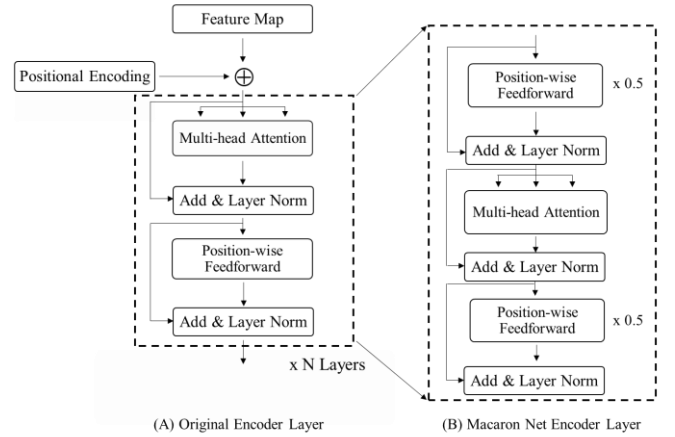 Feature Map
Positional Encoding
Multi-head Attention
Add & Layer Norm
Position-wise
Feedforward
Add & Layer Norm
x N Layers
(A) Original Encoder Layer
Position-wise
Feedforward
x 0.5
Add & Layer Norm
Multi-head Attention
Add & Layer Norm
Position-wise
Feedforward
x 0.5
Add & Layer Norm
(B) Macaron Net Encoder Layer